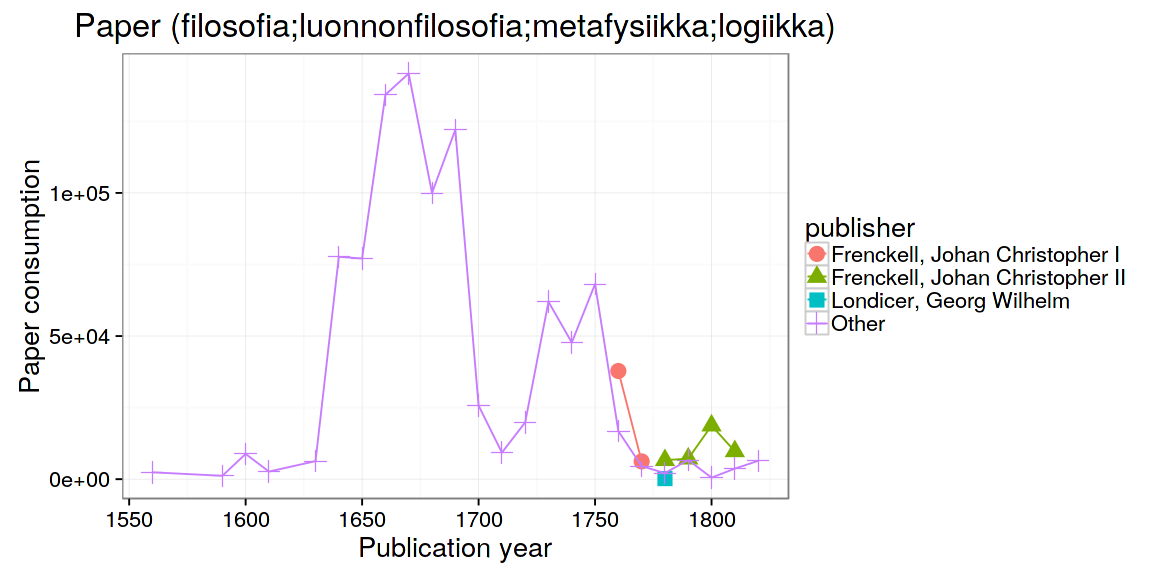 Paper (filosofia;luonnonfilosofia;metafysiikka;logiikka)
Paper consumption
1e+05
5e+04
0e+00
1550 1600 1650 1700 1750 1800
Publication year
publisher
Frenckell, Johan Christopher I
Frenckell, Johan Christopher II
Londicer, Georg Wilhelm
Other